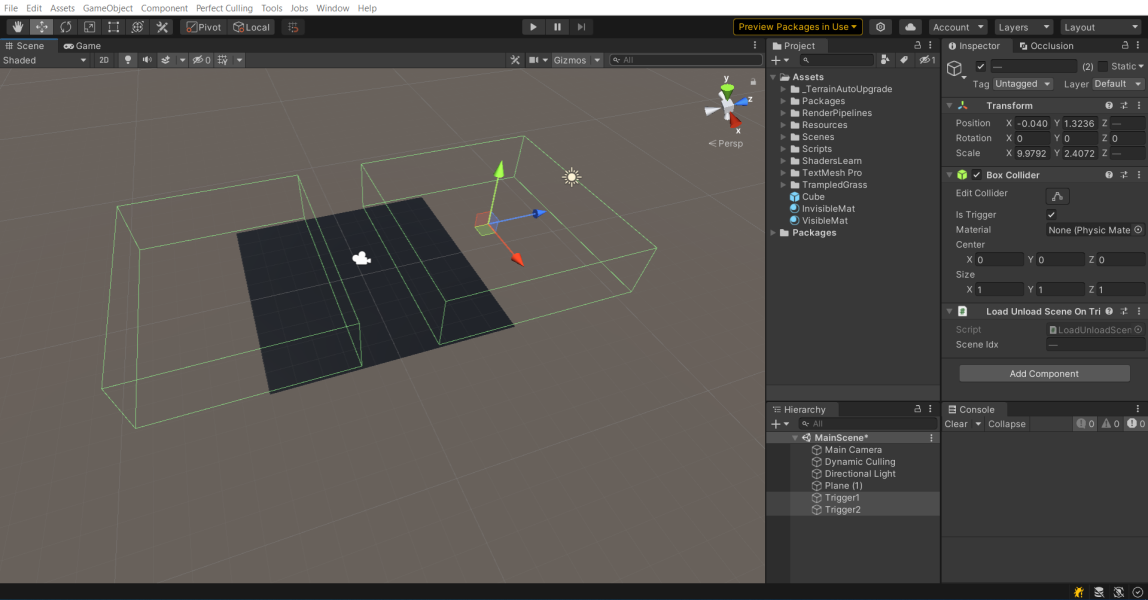 File Edit Assets GameObject Component Perfect Culling Tools Jobs Window Help
Pivot Local Preview Packages in Use Account Layers Layout
Scene Game
Shaded 2D 0 Gizmos All
y
z
x
Persp
Project
1
Assets
_TerrainAutoUpgrade
Packages
RenderPipelines
Resources
Scenes
Scripts
ShadersLearn
TextMesh Pro
TrampledGrass
Cube
InvisibleMat
VisibleMat
Packages
Hierarchy
All
MainScene*
Main Camera
Dynamic Culling
Directional Light
Plane (1)
Trigger1
Trigger2
Inspector Occlusion
— (2) Static
Tag Untagged Layer Default
Transform
Position X -0.040 Y 1.3236 Z —
Rotation X 0 Y 0 Z 0
Scale X 9.9792 Y 2.4072 Z —
Box Collider
Edit Collider
Is Trigger
Material None (Physic Mate
Center
X 0 Y 0 Z 0
Size
X 1 Y 1 Z 1
# Load Unload Scene On Tri
Script LoadUnloadScen
Scene Idx —
Add Component
Console
Clear Collapse 0 0 0